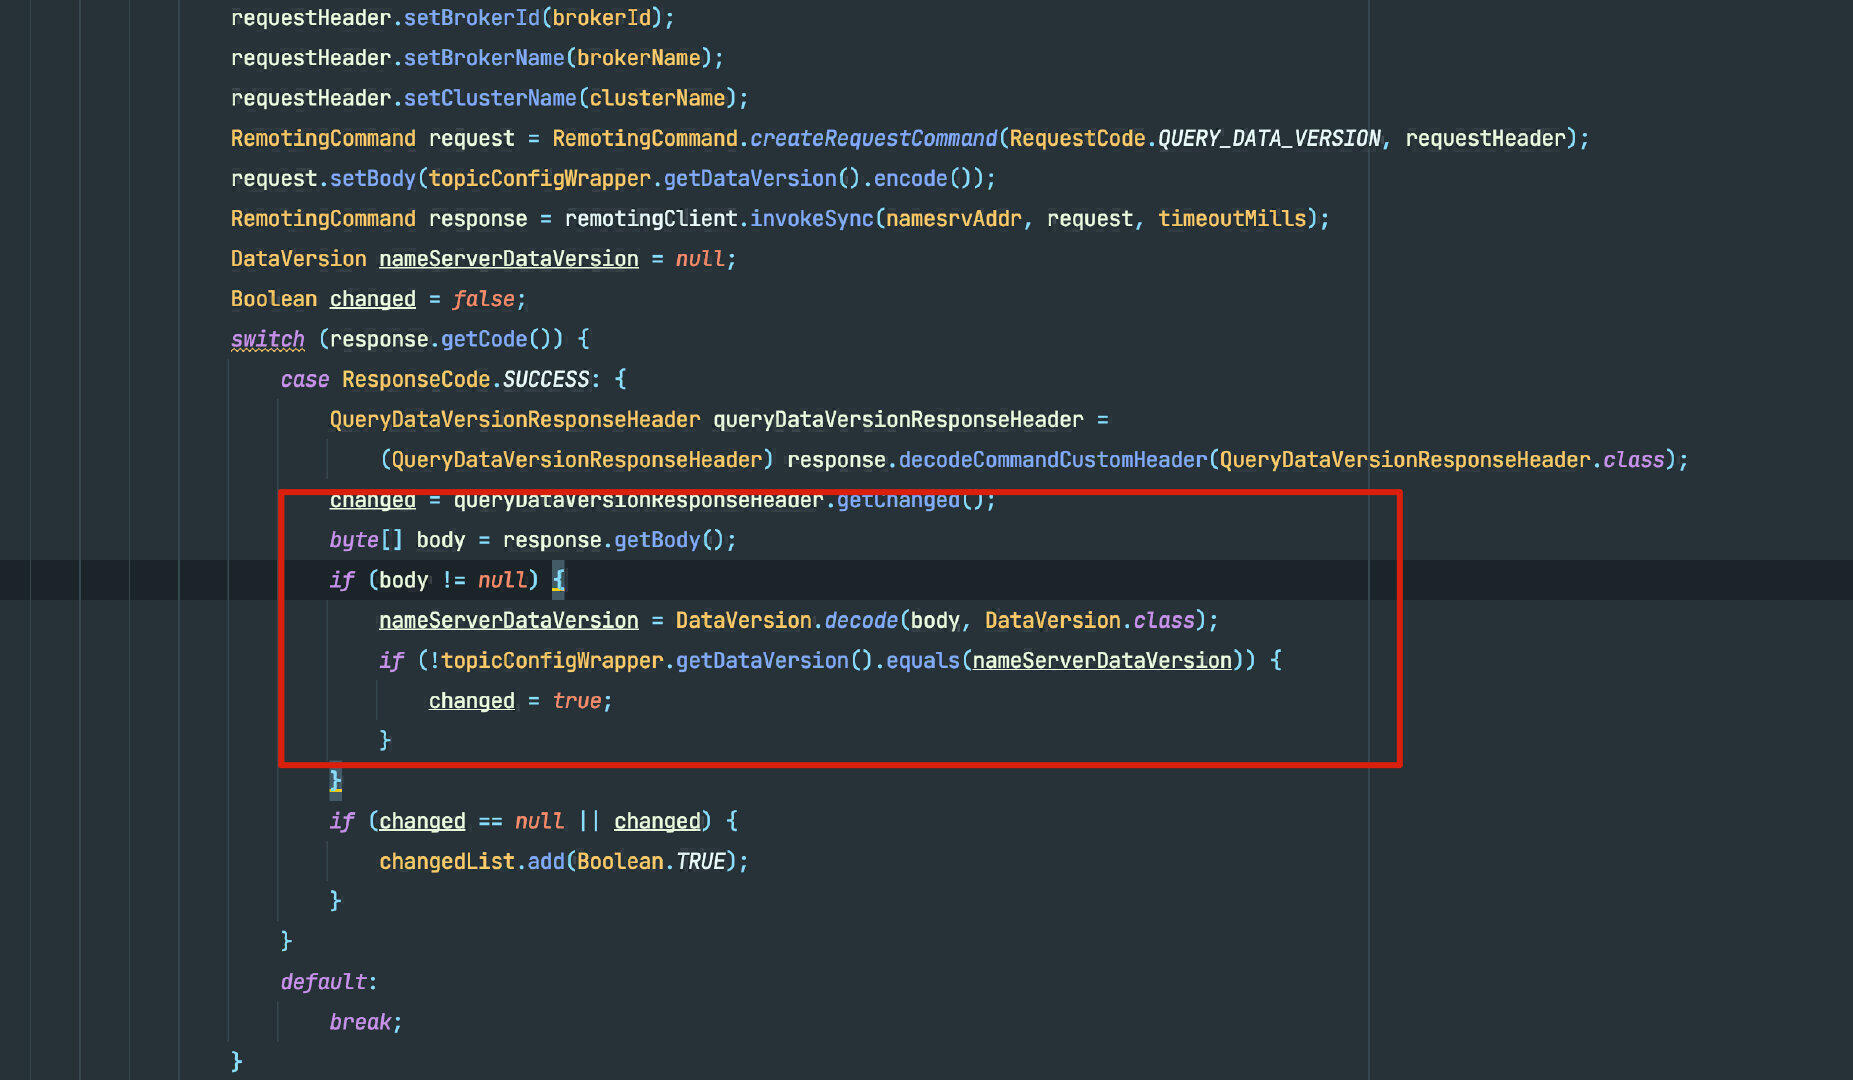 requestHeader.setBrokerId(brokerId);
requestHeader.setBrokerName(brokerName);
requestHeader.setClusterName(clusterName);
RemotingCommand request = RemotingCommand.createRequestCommand(RequestCode.QUERY_DATA_VERSION, requestHeader);
request.setBody(topicConfigWrapper.getDataVersion().encode());
RemotingCommand response = remotingClient.invokeSync(namesrvAddr, request, timeoutMills);
DataVersion nameServerDataVersion = null;
Boolean changed = false;
switch (response.getCode()) {
case ResponseCode.SUCCESS: {
QueryDataVersionResponseHeader queryDataVersionResponseHeader =
(QueryDataVersionResponseHeader) response.decodeCommandCustomHeader(QueryDataVersionResponseHeader.class);
changed = queryDataVersionResponseHeader.getChanged();
byte[] body = response.getBody();
if (body != null) {
nameServerDataVersion = DataVersion.decode(body, DataVersion.class);
if (!topicConfigWrapper.getDataVersion().equals(nameServerDataVersion)) {
changed = true;
}
}
if (changed == null || changed) {
changedList.add(Boolean.TRUE);
}
}
default:
break;
}